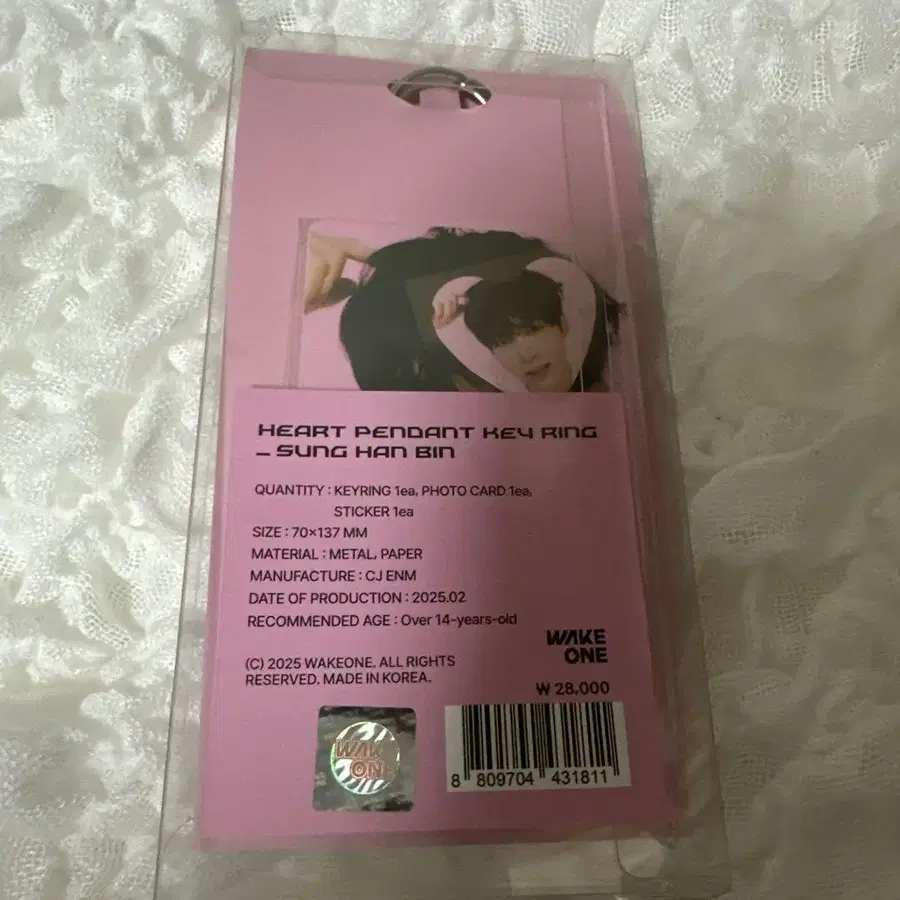 HEART PENDANT KEY RING
– SUNG HAN BIN
QUANTITY : KEYRING 1ea, PHOTO CARD 1ea,
STICKER 1ea
SIZE : 70×137 MM
MATERIAL : METAL, PAPER
MANUFACTURE : CJ ENM
DATE OF PRODUCTION : 2025.02
RECOMMENDED AGE : Over 14-years-old
WAKE
ONE
(C) 2025 WAKEONE. ALL RIGHTS
RESERVED. MADE IN KOREA.
₩ 28,000
WAKE
ONE
8 809704 431811